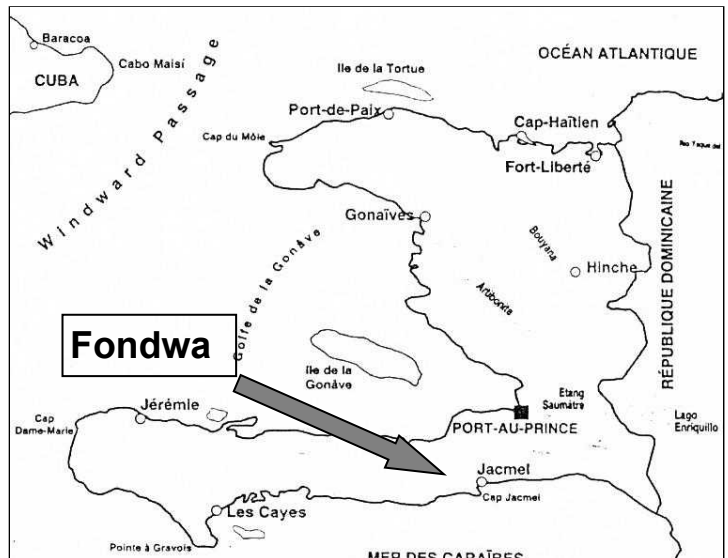 Baracoa
CUBA
Cabo Maisí
Windward Passage
OCÉAN ATLANTIQUE
Ile de la Tortue
Port-de-Paix
Cap-Haïtien
Cap du Môle
Fort-Liberté
Gonaïves
Golfe de la Gonâve
Bouyana
Hinche
Artibonite
RÉPUBLIQUE DOMINICAINE
Fondwa
île de la
Gonâve
Etang
Saumâtre
Jérémie
Cap
Dame-Marie
PORT-AU-PRINCE
Lago
Enriquillo
Jacmel
Cap Jacmel
Les Cayes
Pointe à Gravois
MER DES CARAÏBES